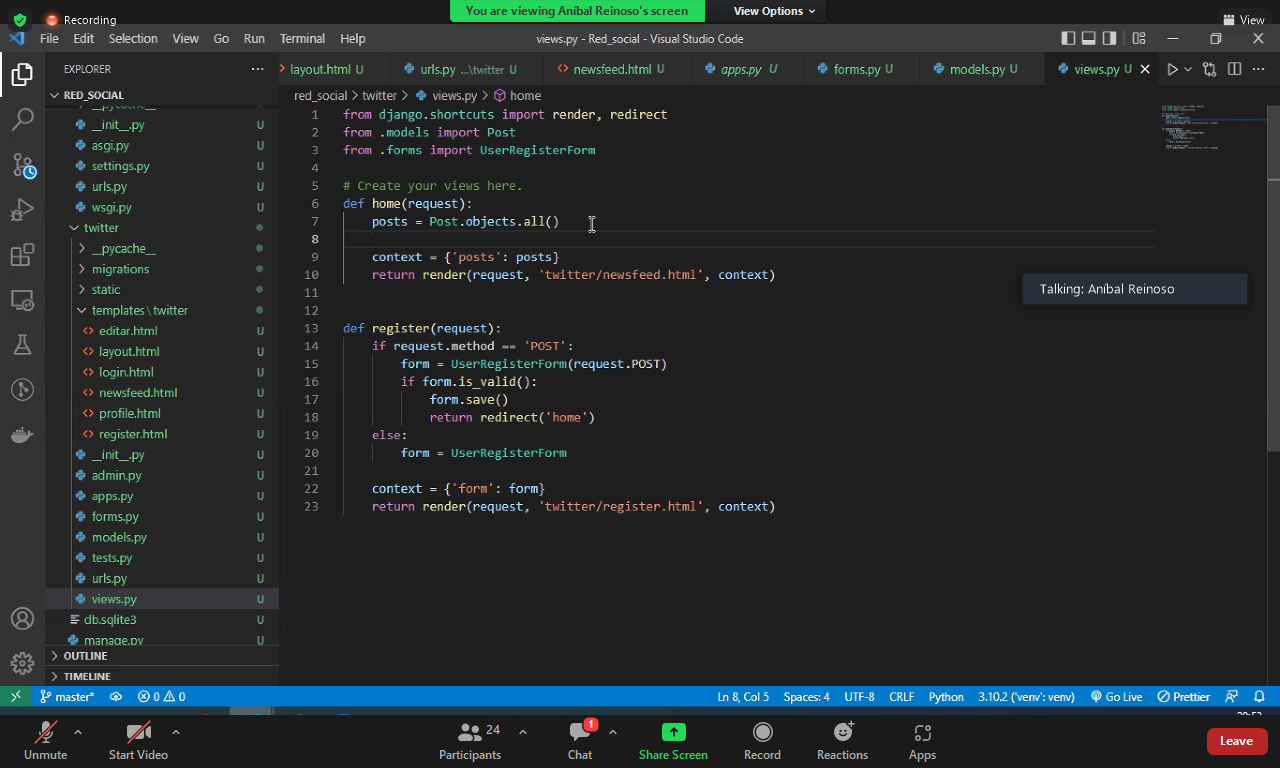 Recording
You are viewing Aníbal Reinoso's screen
View Options
View
File Edit Selection View Go Run Terminal Help
views.py - Red_social - Visual Studio Code
EXPLORER
layout.html U
urls.py ...\twitter U
newsfeed.html U
apps.py U
forms.py U
models.py U
views.py U
RED_SOCIAL
__pycache__
__init__.py U
asgi.py U
settings.py U
urls.py U
wsgi.py U
twitter
__pycache__
migrations
static
templates\twitter
editar.html U
layout.html U
login.html U
newsfeed.html U
profile.html U
register.html U
__init__.py U
admin.py U
apps.py U
forms.py U
models.py U
tests.py U
urls.py U
views.py U
db.sqlite3 U
manage.py U
OUTLINE
TIMELINE
red_social > twitter > views.py > home
1 from django.shortcuts import render, redirect
2 from .models import Post
3 from .forms import UserRegisterForm
4
5 # Create your views here.
6 def home(request):
7 posts = Post.objects.all()
8
9 context = {'posts': posts}
10 return render(request, 'twitter/newsfeed.html', context)
11
12
13 def register(request):
14 if request.method == 'POST':
15 form = UserRegisterForm(request.POST)
16 if form.is_valid():
17 form.save()
18 return redirect('home')
19 else:
20 form = UserRegisterForm
21
22 context = {'form': form}
23 return render(request, 'twitter/register.html', context)
Talking: Aníbal Reinoso
master* 0 0
Ln 8, Col 5 Spaces: 4 UTF-8 CRLF Python 3.10.2 ('venv': venv) Go Live Prettier
Unmute
Start Video
24
Participants
1
Chat
Share Screen
Record
Reactions
Apps
Leave